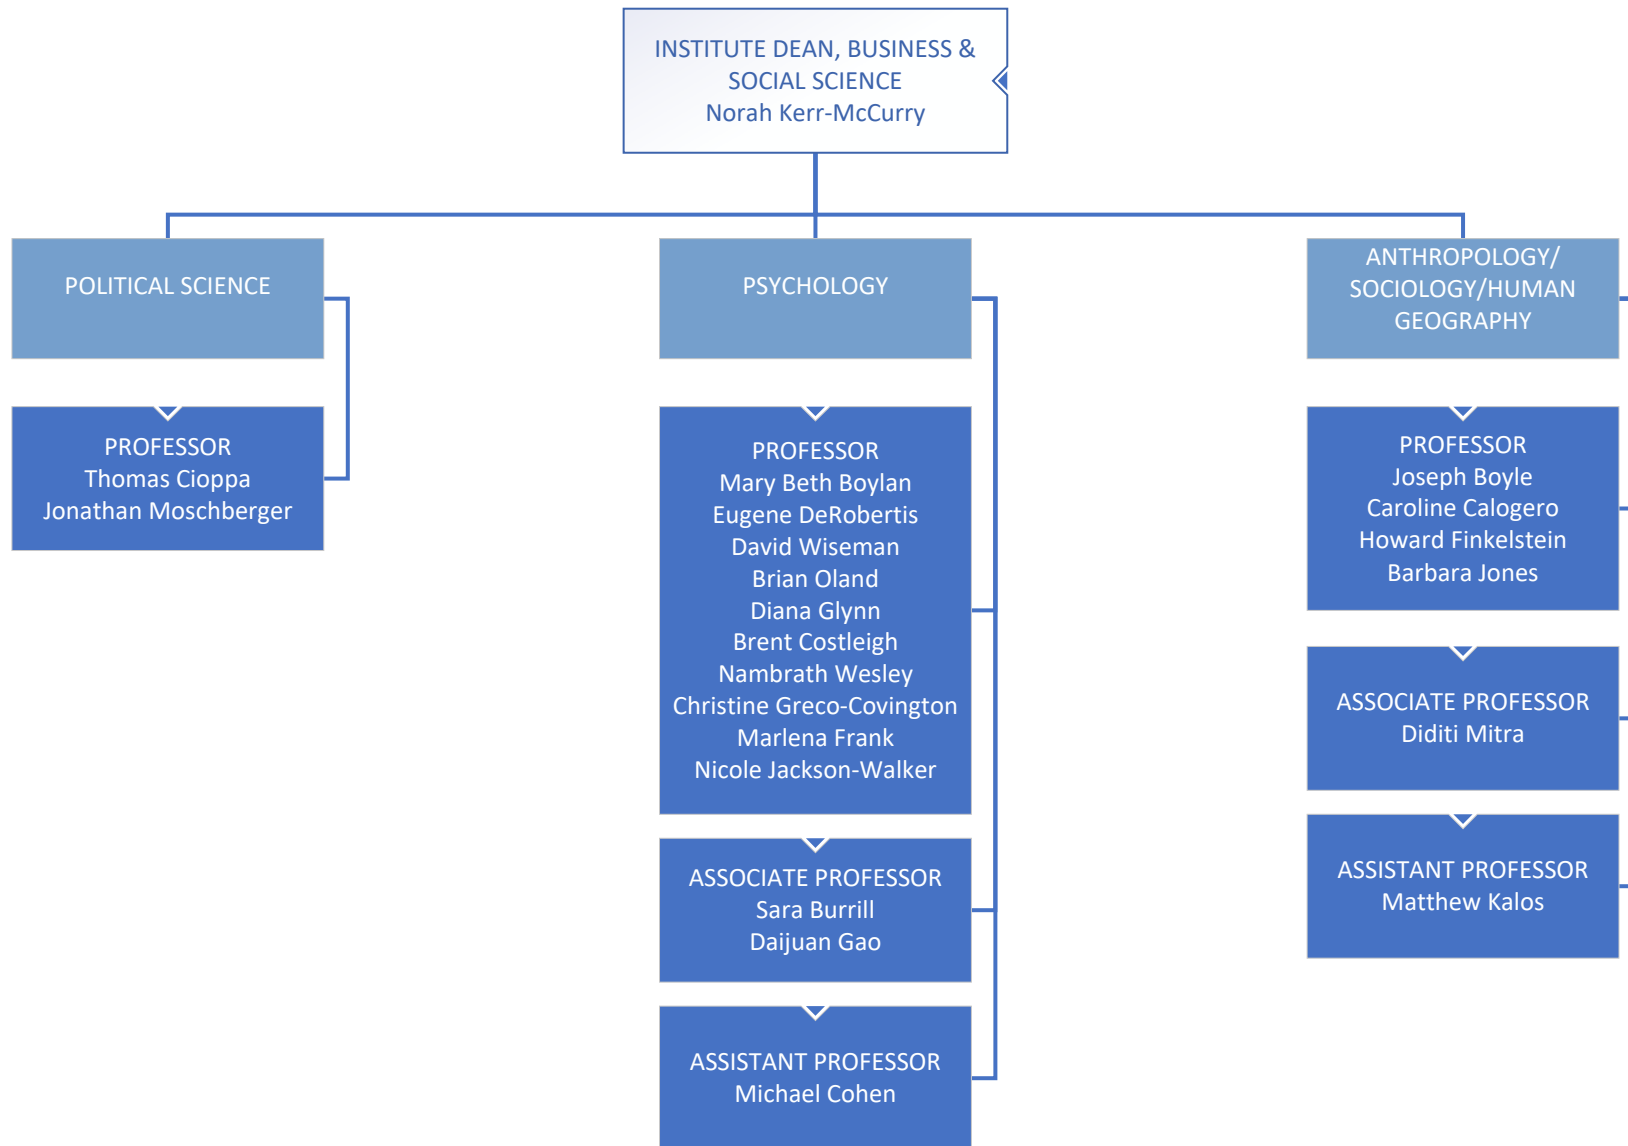 INSTITUTE DEAN, BUSINESS &
SOCIAL SCIENCE
Norah Kerr-McCurry
POLITICAL SCIENCE
PROFESSOR
Thomas Cioppa
Jonathan Moschberger
PSYCHOLOGY
PROFESSOR
Mary Beth Boylan
Eugene DeRobertis
David Wiseman
Brian Oland
Diana Glynn
Brent Costleigh
Nambrath Wesley
Christine Greco-Covington
Marlena Frank
Nicole Jackson-Walker
ASSOCIATE PROFESSOR
Sara Burrill
Daijuan Gao
ASSISTANT PROFESSOR
Michael Cohen
ANTHROPOLOGY/
SOCIOLOGY/HUMAN
GEOGRAPHY
PROFESSOR
Joseph Boyle
Caroline Calogero
Howard Finkelstein
Barbara Jones
ASSOCIATE PROFESSOR
Diditi Mitra
ASSISTANT PROFESSOR
Matthew Kalos